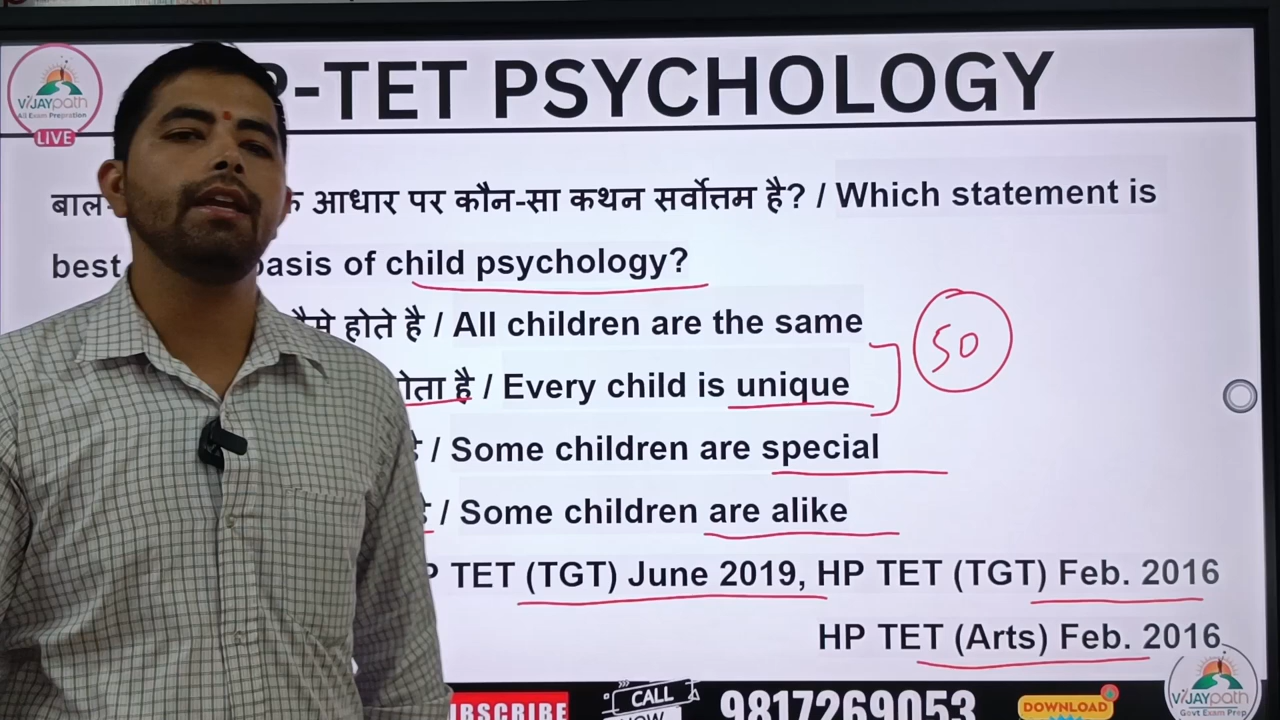 VIJAYpath
All Exam Prepration
LIVE
P-TET PSYCHOLOGY
बाल- के आधार पर कौन-सा कथन सर्वोत्तम है? / Which statement is
best basis of child psychology?
होते है / All children are the same
50
होता है / Every child is unique
है / Some children are special
है / Some children are alike
TET (TGT) June 2019, HP TET (TGT) Feb. 2016
HP TET (Arts) Feb. 2016
VIJAYpath
Govt Exam Prep
SUBSCRIBE
CALL NOW
9817269053
DOWNLOAD